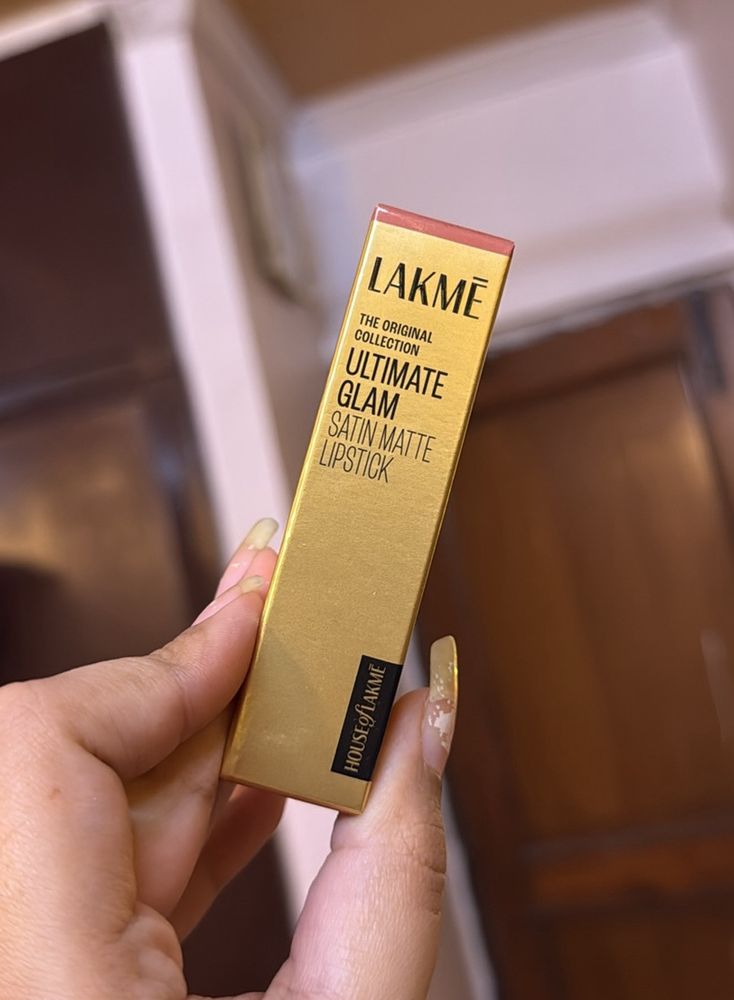 LAKMĒ
THE ORIGINAL
COLLECTION
ULTIMATE
GLAM
SATIN MATTE
LIPSTICK
HOUSE of LAKMĒ